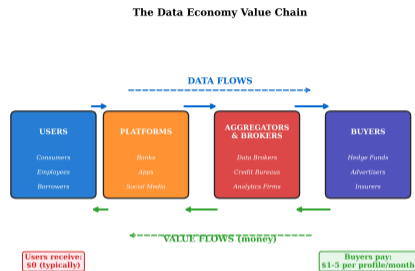 The Data Economy Value Chain
DATA FLOWS
USERS
Consumers
Employees
Borrowers
PLATFORMS
Banks
Apps
Social Media
AGGREGATORS
& BROKERS
Data Brokers
Credit Bureaus
Analytics Firms
BUYERS
Hedge Funds
Advertisers
Insurers
VALUE FLOWS (money)
Users receive:
$0 (typically)
Buyers pay:
$1-5 per profile/month